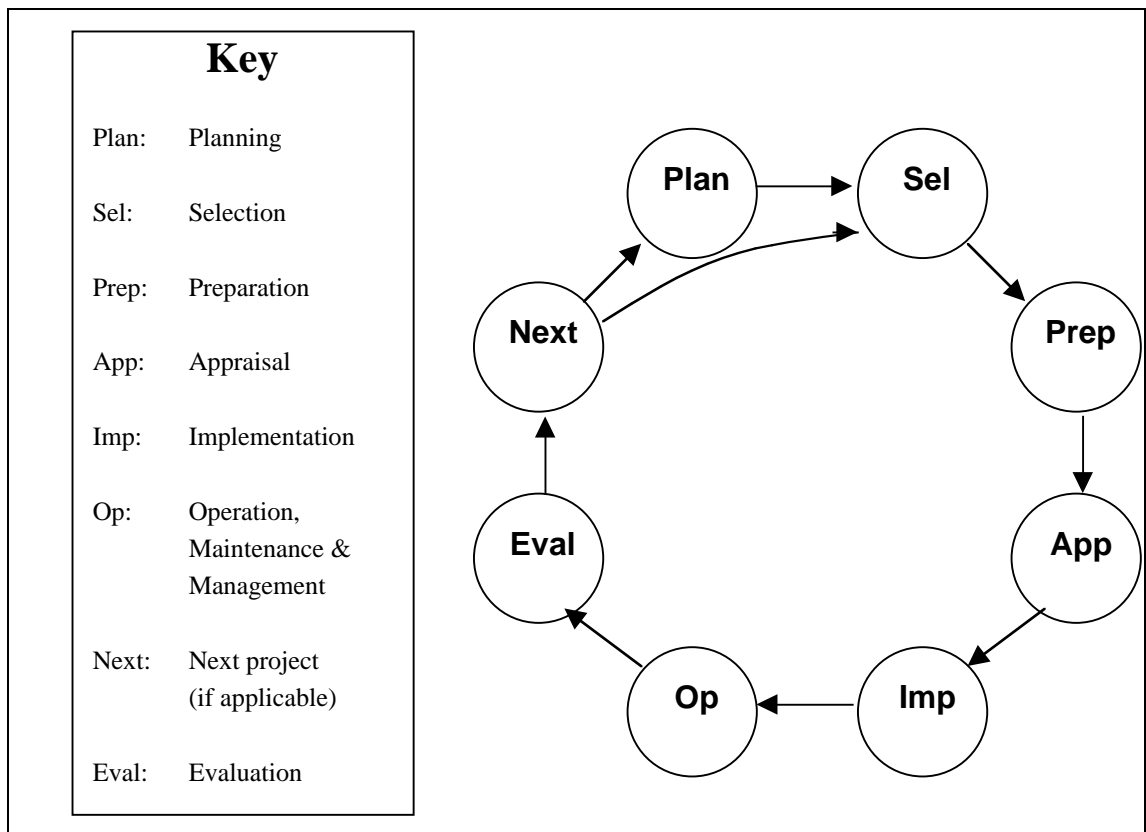 Key
Plan: Planning
Sel: Selection
Prep: Preparation
App: Appraisal
Imp: Implementation
Op: Operation,
Maintenance &
Management
Next: Next project
(if applicable)
Eval: Evaluation
Plan
Sel
Next
Prep
Eval
App
Op
Imp